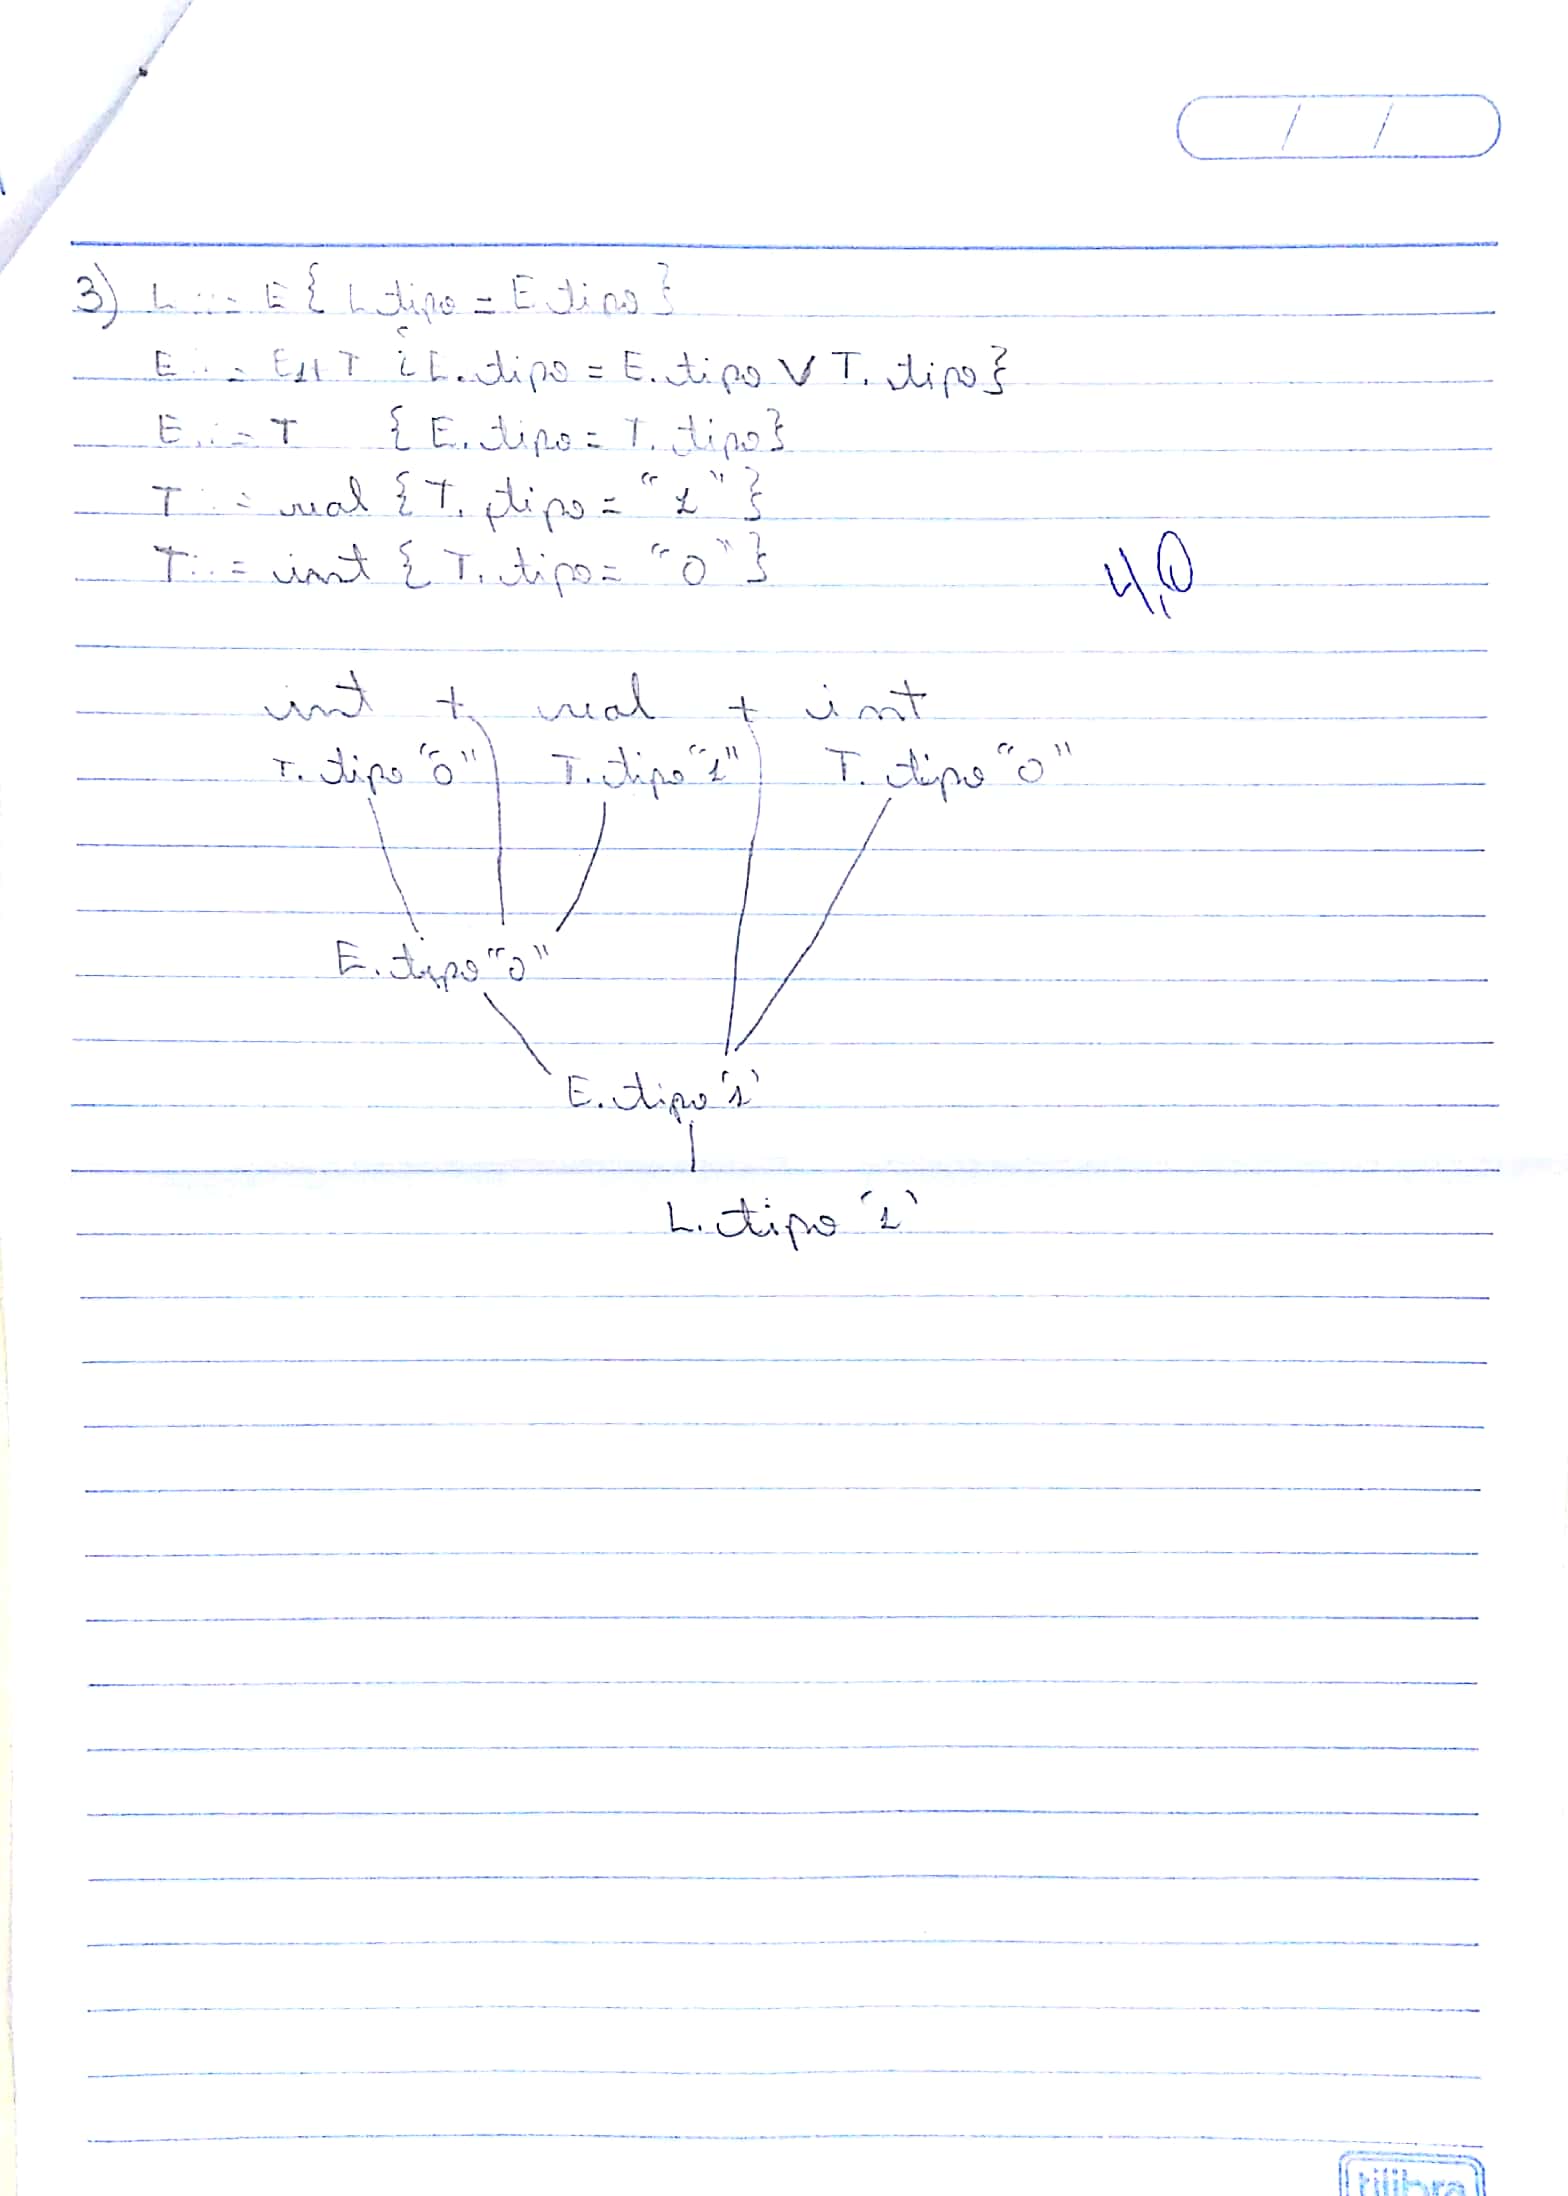 3) L ::= E { L.tipo = E.tipo }
E ::= E1+T { E.tipo = E.tipo V T.tipo}
E ::= T { E.tipo = T.tipo}
T ::= real { T.tipo = "1" }
T ::= int { T.tipo = "0" }
4,0
int + real + int
T.tipo "0" T.tipo "1" T.tipo "0"
E.tipo "0"
E.tipo '1'
L.tipo '1'
tilibra